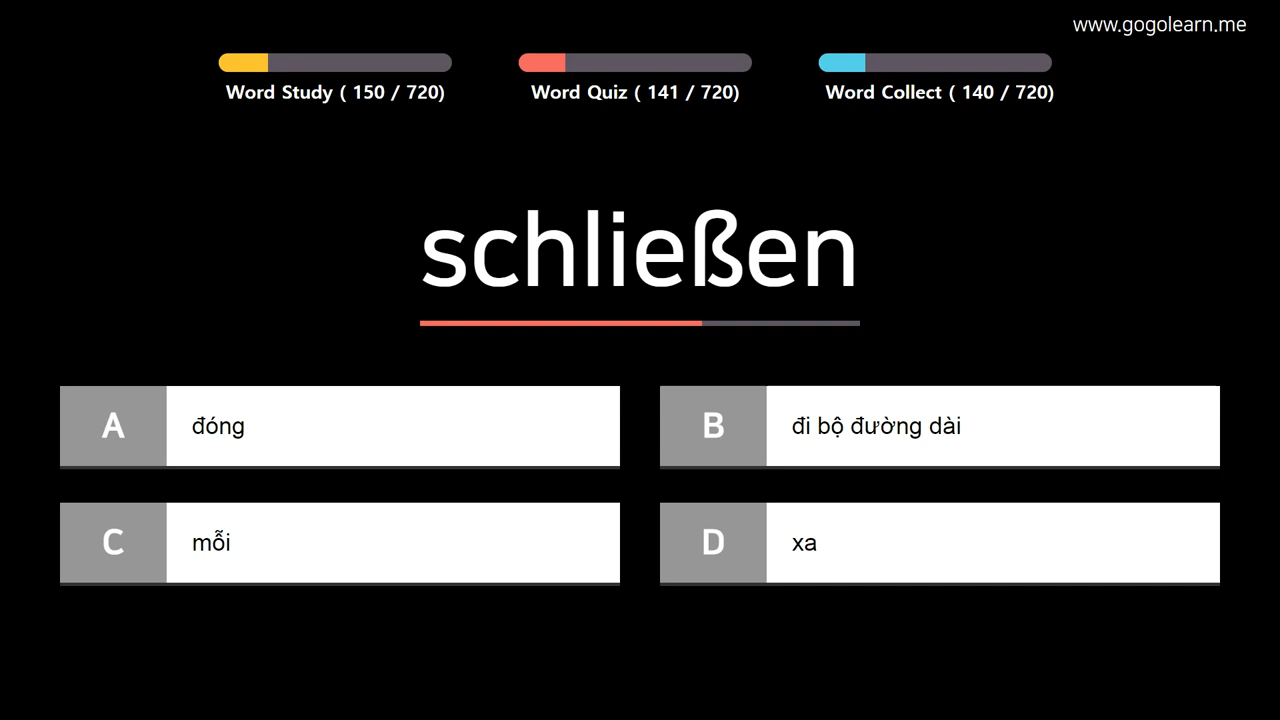 www.gogolearn.me
Word Study ( 150 / 720)
Word Quiz ( 141 / 720)
Word Collect ( 140 / 720)
schließen
A đóng
B đi bộ đường dài
C mỗi
D xa